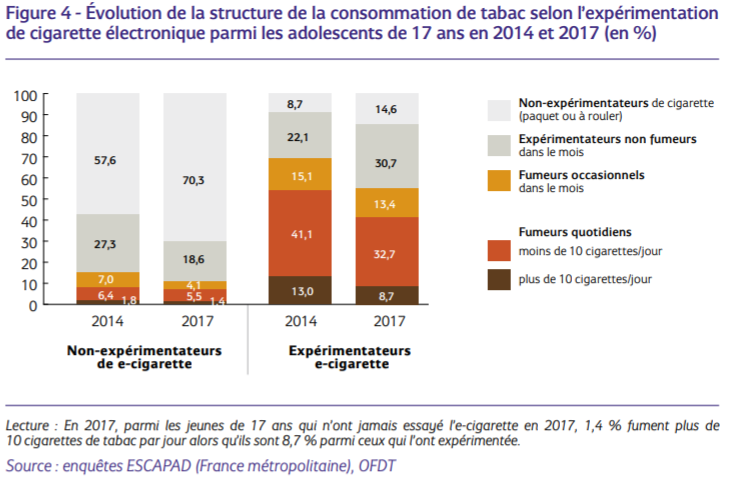 Figure 4 - Évolution de la structure de la consommation de tabac selon l'expérimentation
de cigarette électronique parmi les adolescents de 17 ans en 2014 et 2017 (en %)
100
90
80
70
60
50
40
30
20
10
0
57,6
27,3
7,0
6,4
1,8
70,3
18,6
4,1
5,5
1,4
8,7
22,1
15,1
41,1
13,0
14,6
30,7
13,4
32,7
8,7
2014
2017
2014
2017
Non-expérimentateurs
de e-cigarette
Expérimentateurs
e-cigarette
Non-expérimentateurs de cigarette
(paquet ou à rouler)
Expérimentateurs non fumeurs
dans le mois
Fumeurs occasionnels
dans le mois
Fumeurs quotidiens
moins de 10 cigarettes/jour
plus de 10 cigarettes/jour
Lecture : En 2017, parmi les jeunes de 17 ans qui n'ont jamais essayé l'e-cigarette en 2017, 1,4 % fument plus de
10 cigarettes de tabac par jour alors qu'ils sont 8,7 % parmi ceux qui l'ont expérimentée.
Source : enquêtes ESCAPAD (France métropolitaine), OFDT